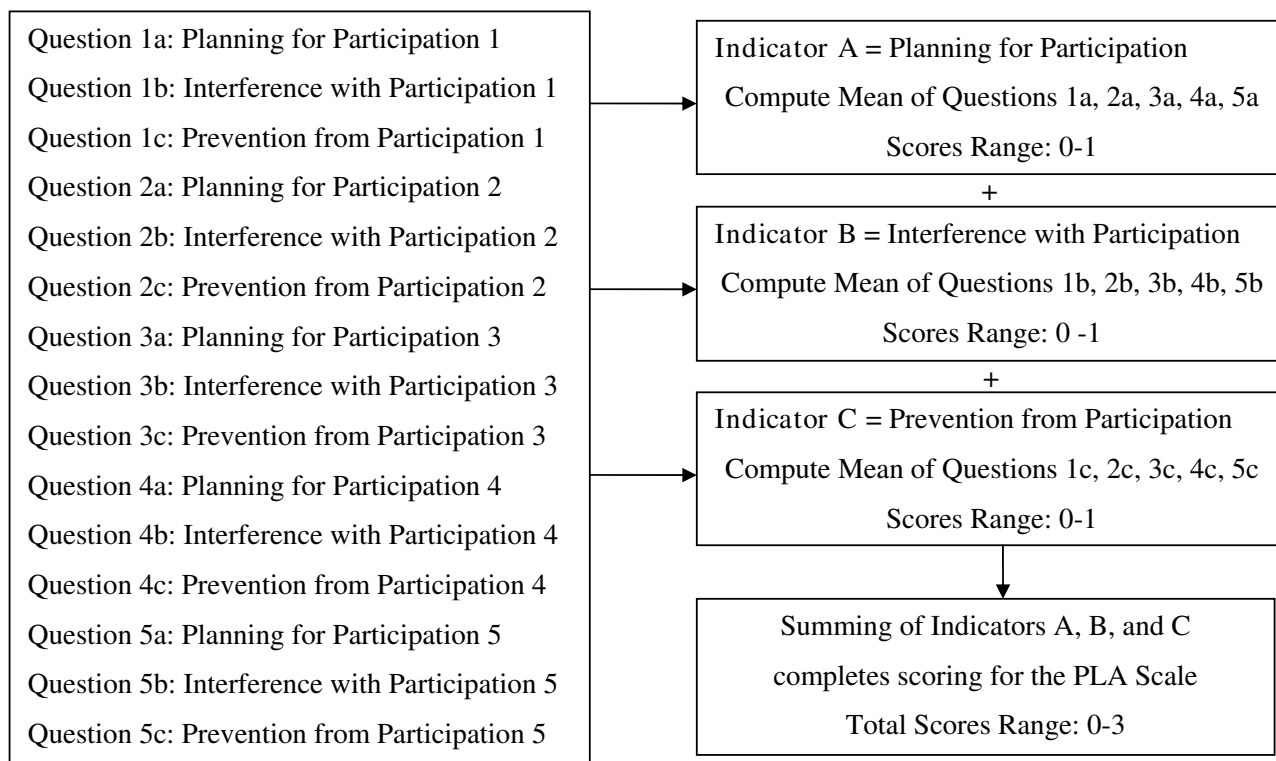 Question 1a: Planning for Participation 1
Question 1b: Interference with Participation 1
Question 1c: Prevention from Participation 1
Question 2a: Planning for Participation 2
Question 2b: Interference with Participation 2
Question 2c: Prevention from Participation 2
Question 3a: Planning for Participation 3
Question 3b: Interference with Participation 3
Question 3c: Prevention from Participation 3
Question 4a: Planning for Participation 4
Question 4b: Interference with Participation 4
Question 4c: Prevention from Participation 4
Question 5a: Planning for Participation 5
Question 5b: Interference with Participation 5
Question 5c: Prevention from Participation 5
Indicator A = Planning for Participation
Compute Mean of Questions 1a, 2a, 3a, 4a, 5a
Scores Range: 0-1
+
Indicator B = Interference with Participation
Compute Mean of Questions 1b, 2b, 3b, 4b, 5b
Scores Range: 0 -1
+
Indicator C = Prevention from Participation
Compute Mean of Questions 1c, 2c, 3c, 4c, 5c
Scores Range: 0-1
Summing of Indicators A, B, and C
completes scoring for the PLA Scale
Total Scores Range: 0-3